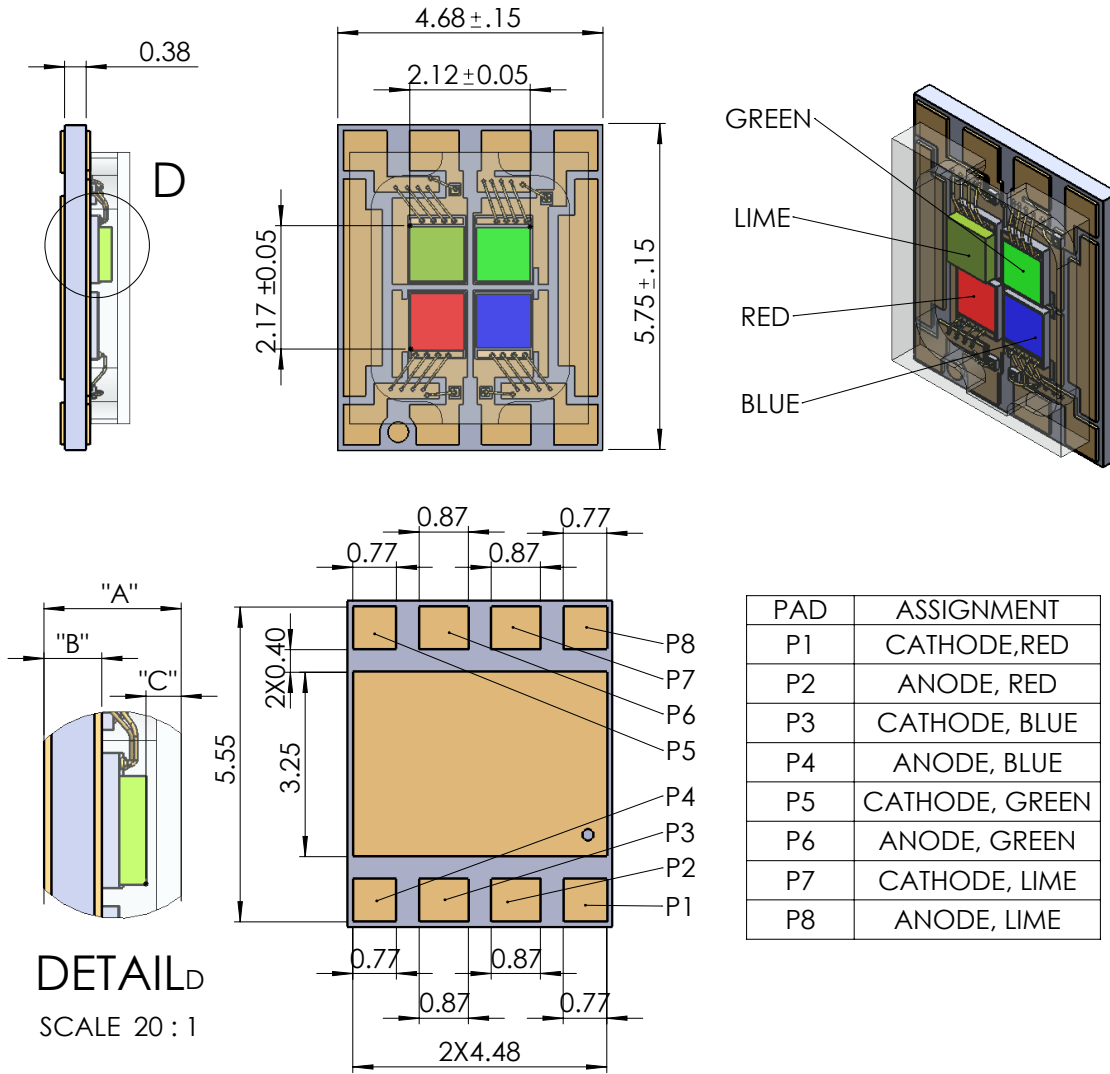 0.38
D
4.68±.15
2.12±0.05
2.17±0.05
5.75±.15
GREEN
LIME
RED
BLUE
"A"
"B"
"C"
DETAIL D
SCALE 20 : 1
0.87
0.77
0.77
0.87
2X0.40
5.55
3.25
P8
P7
P6
P5
P4
P3
P2
P1
0.77
0.87
0.87
0.77
2X4.48
PAD ASSIGNMENT
P1 CATHODE,RED
P2 ANODE, RED
P3 CATHODE, BLUE
P4 ANODE, BLUE
P5 CATHODE, GREEN
P6 ANODE, GREEN
P7 CATHODE, LIME
P8 ANODE, LIME